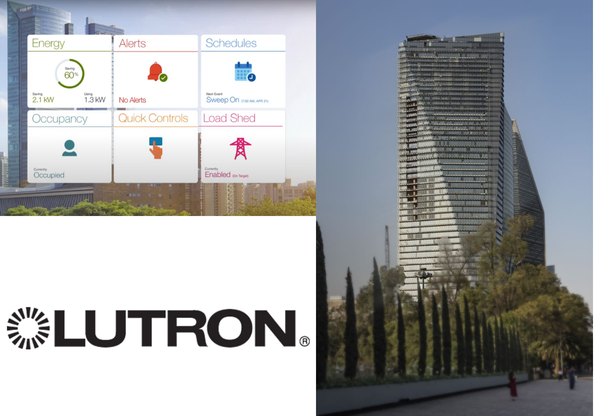 Energy
Alerts
Schedules
Saving
60%
Saving
Using
2.1 kW
1.3 kW
No Alerts
Next Event
Sweep On
Occupancy
Quick Controls
Load Shed
Currently
Occupied
Currently
Enabled
LUTRON®